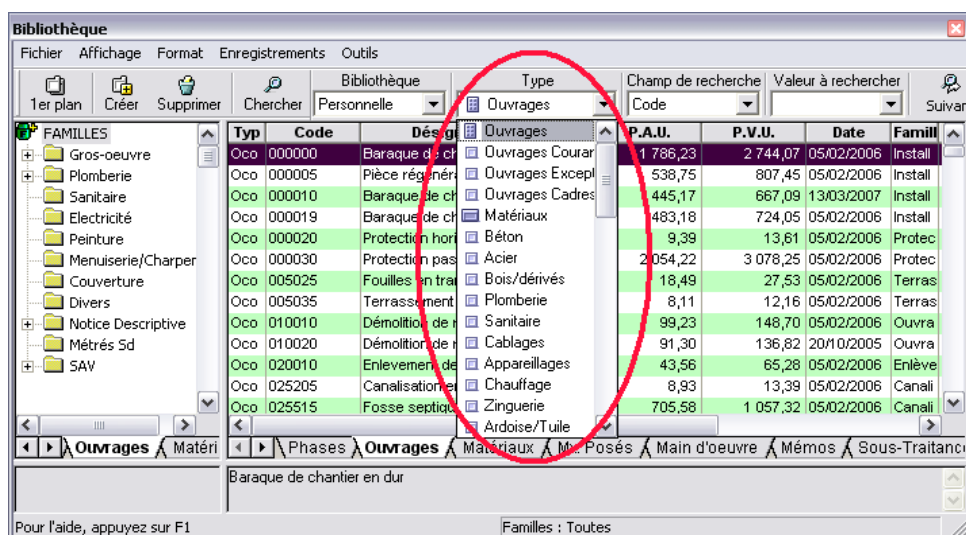 Bibliothèque
Fichier Affichage Format Enregistrements Outils
1er plan Créer Supprimer Chercher
Bibliothèque
Personnelle
Type
Ouvrages
Champ de recherche
Code
Valeur à rechercher
FAMILLES
Gros-oeuvre
Plomberie
Sanitaire
Electricité
Peinture
Menuiserie/Charper
Couverture
Divers
Notice Descriptive
Métrés Sd
SAV
Ouvrages Matéri
Typ Code P.A.U. P.V.U. Date Famill
Oco 000000 Baraque de ch 1 786,23 2 744,07 05/02/2006 Install
Oco 000005 Pièce régénér 538,75 807,45 05/02/2006 Install
Oco 000010 Baraque de ch 445,17 667,09 13/03/2007 Install
Oco 000019 Baraque de ch 483,18 724,05 05/02/2006 Install
Oco 000020 Protection hori 9,39 13,61 05/02/2006 Protec
Oco 000030 Protection pas 2 054,22 3 078,25 05/02/2006 Protec
Oco 005025 Fouilles en tra 18,49 27,53 05/02/2006 Terras
Oco 005035 Terrassement 8,11 12,16 05/02/2006 Terras
Oco 010010 Démolition de 99,23 148,70 05/02/2006 Ouvra
Oco 010020 Démolition de 91,30 136,82 20/10/2005 Ouvra
Oco 020010 Enlevement de 43,56 65,28 05/02/2006 Enlève
Oco 025205 Canalisation 8,93 13,39 05/02/2006 Canali
Oco 025515 Fosse septiq 705,58 1 057,32 05/02/2006 Canali
Ouvrages
Ouvrages Courar
Ouvrages Except
Ouvrages Cadres
Matériaux
Béton
Acier
Bois/dérivés
Plomberie
Sanitaire
Cablages
Appareillages
Chauffage
Zinguerie
Ardoise/Tuile
Phases Ouvrages Matériaux Mx. Posés Main d'oeuvre Mémos Sous-Traitanc
Baraque de chantier en dur
Pour l'aide, appuyez sur F1
Familles : Toutes